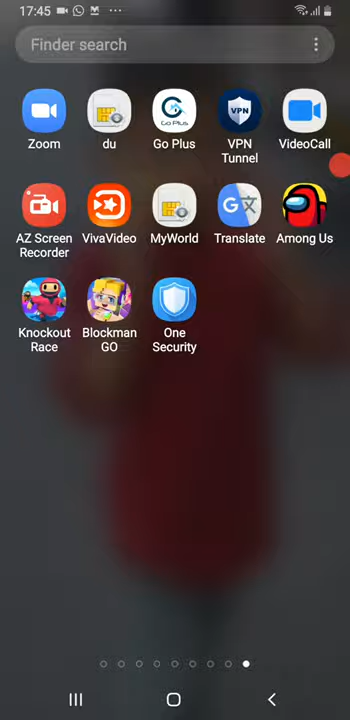 17:45
Finder search
Zoom
du
Go Plus
VPN Tunnel
VideoCall
AZ Screen Recorder
VivaVideo
MyWorld
Translate
Among Us
Knockout Race
Blockman GO
One Security